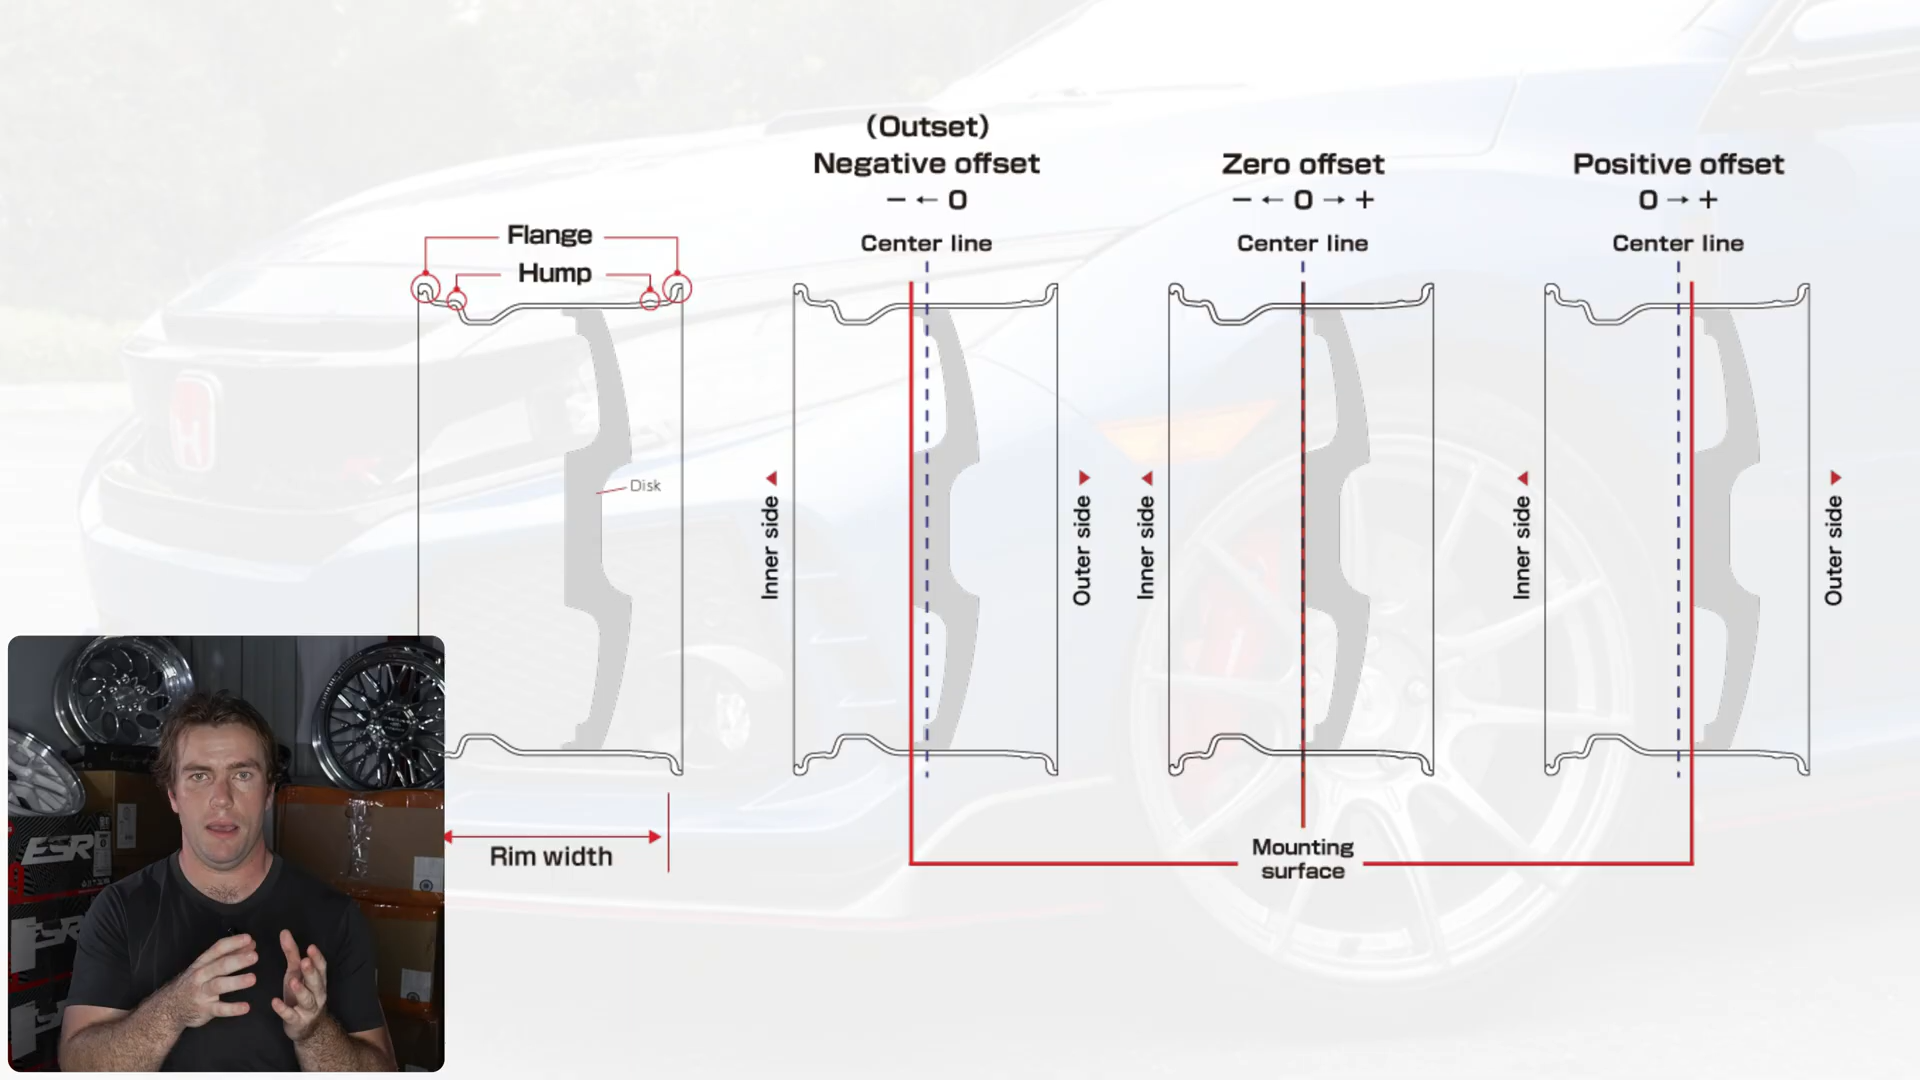 (Outset)
Negative offset
− ← 0
Center line
Zero offset
− ← 0 → +
Center line
Positive offset
0 → +
Center line
Flange
Hump
Disk
Inner side
Outer side
Inner side
Inner side
Outer side
Rim width
Mounting
surface
ESR